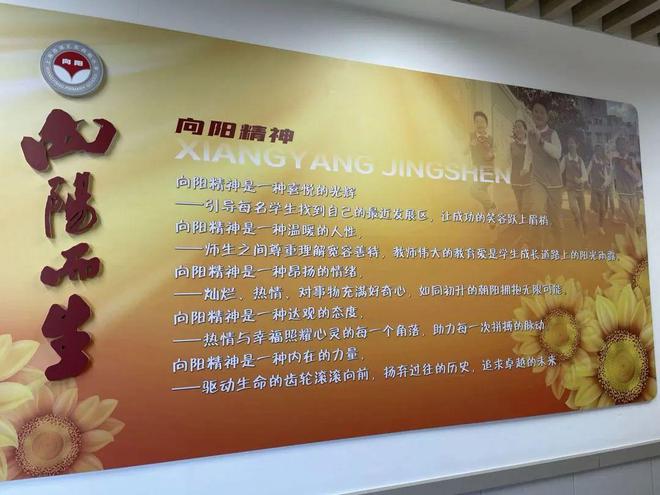 向阳
向陽而生
向阳精神
XIANGYANG JINGSHEN
向阳精神是一种喜悦的光辉
——引导每名学生找到自己的最近发展区，让成功的笑容跃上眉梢。
向阳精神是一种温暖的人性。
——师生之间尊重理解宽容善待，教师伟大的教育爱是学生成长道路上的阳光雨露。
向阳精神是一种昂扬的情绪。
——灿烂、热情、对事物充满好奇心，如同初升的朝阳拥抱无限可能。
向阳精神是一种达观的态度。
——热情与幸福照耀心灵的每一个角落，助力每一次拼搏的脉动
向阳精神是一种内在的力量。
——驱动生命的齿轮滚滚向前，扬弃过往的历史，追求卓越的未来